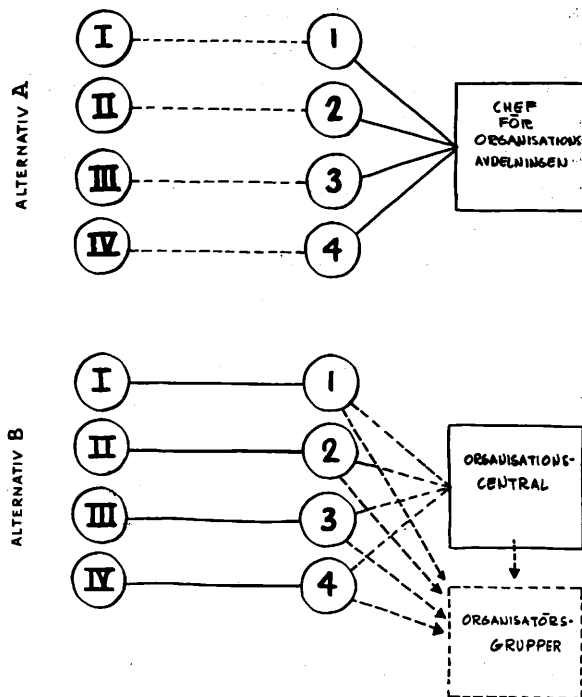 ALTERNATIV A
I 1
II 2
III 3
IV 4
CHEF
FÖR
ORGANISATIONS
AVDELNINGEN
ALTERNATIV B
I 1
II 2
III 3
IV 4
ORGANISATIONS-
CENTRAL
ORGANISATÖRS-
GRUPPER